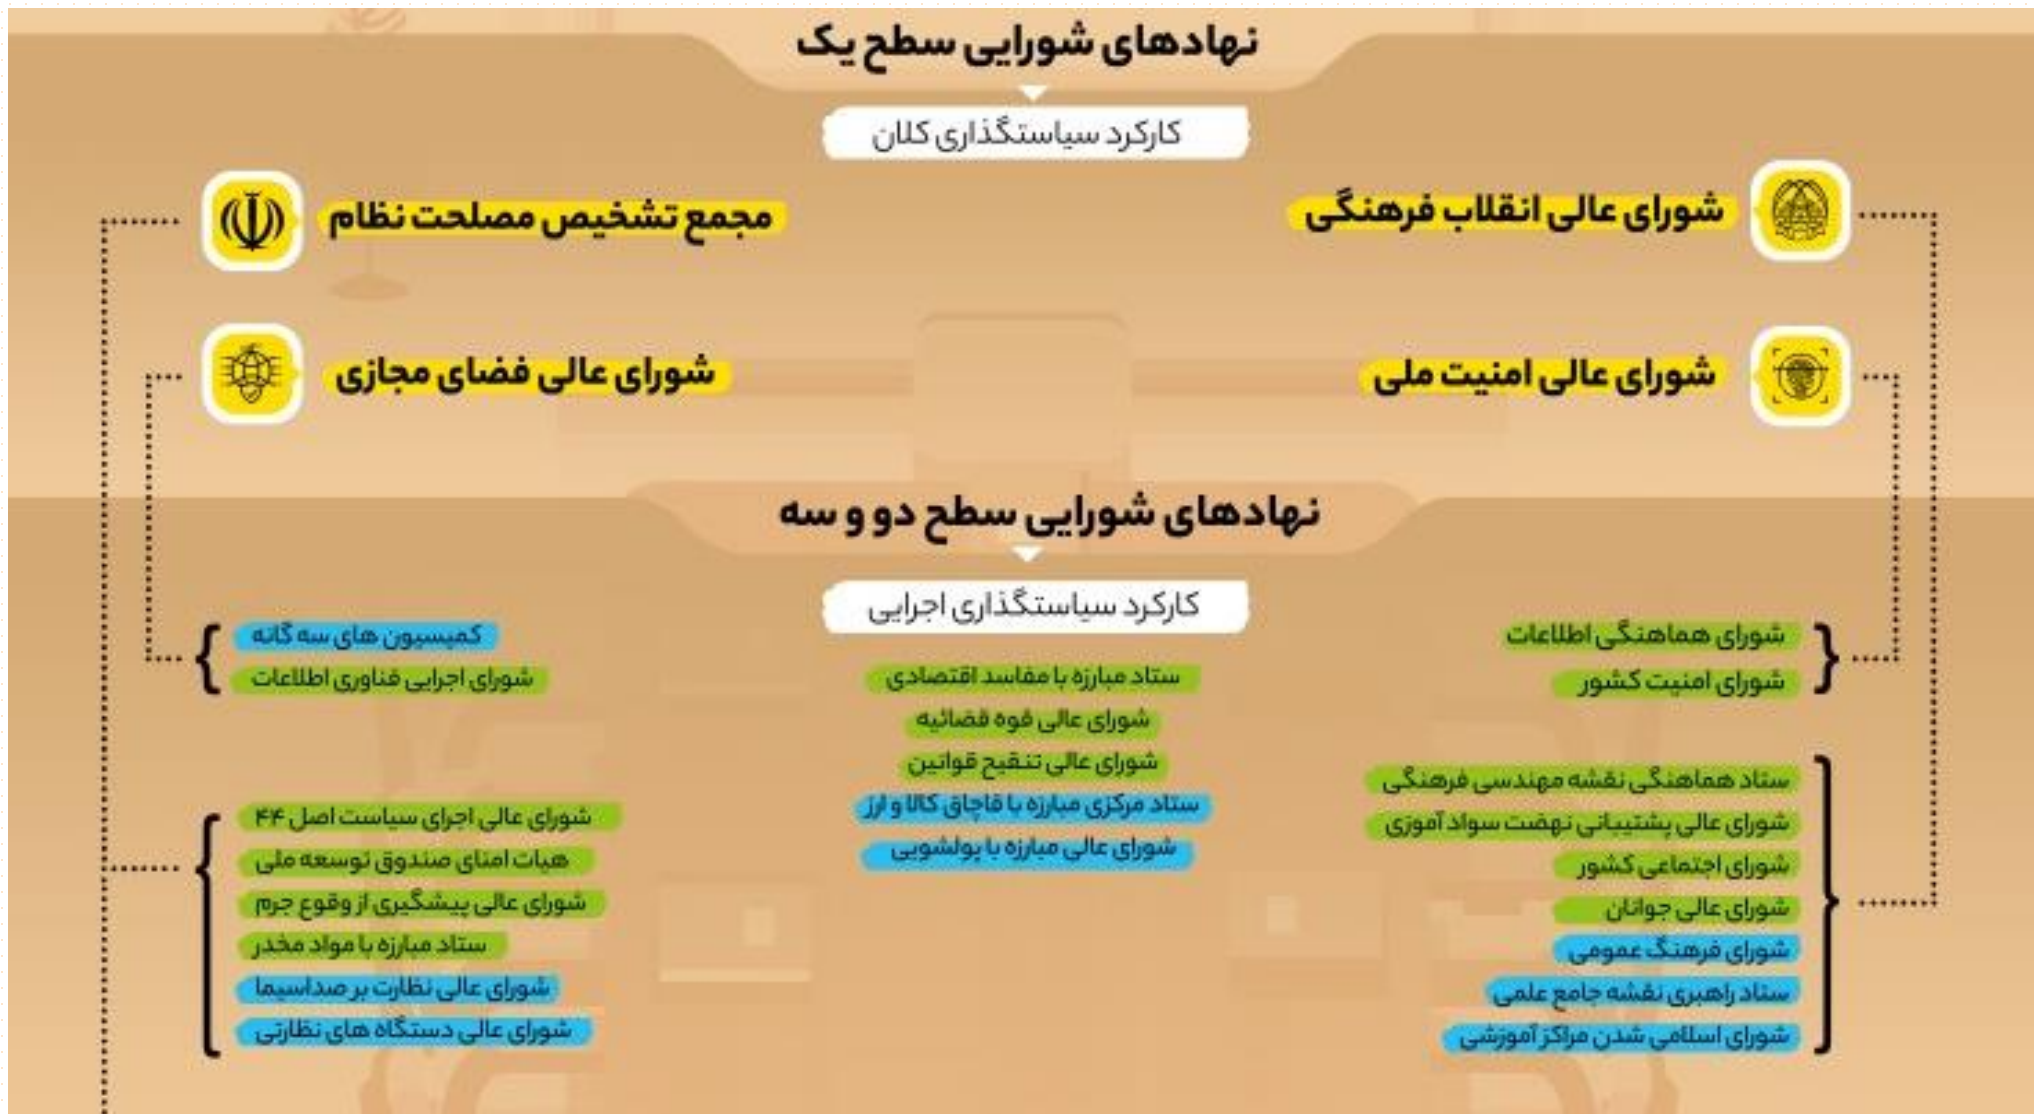 نهادهای شورایی سطح یک
کارکرد سیاستگذاری کلان
شورای عالی انقلاب فرهنگی
مجمع تشخیص مصلحت نظام
شورای عالی امنیت ملی
شورای عالی فضای مجازی
نهادهای شورایی سطح دو و سه
کارکرد سیاستگذاری اجرایی
شورای هماهنگی اطلاعات
شورای امنیت کشور
ستاد هماهنگی نقشه مهندسی فرهنگی
شورای عالی پشتیبانی نهضت سواد آموزی
شورای اجتماعی کشور
شورای عالی جوانان
شورای فرهنگ عمومی
ستاد راهبری نقشه جامع علمی
شورای اسلامی شدن مراکز آموزشی
ستاد مبارزه با مفاسد اقتصادی
شورای عالی قوه قضائیه
شورای عالی تنقیح قوانین
ستاد مرکزی مبارزه با قاچاق کالا و ارز
شورای عالی مبارزه با پولشویی
کمیسیون های سه گانه
شورای اجرایی فناوری اطلاعات
شورای عالی اجرای سیاست اصل ۴۴
هیات امنای صندوق توسعه ملی
شورای عالی پیشگیری از وقوع جرم
ستاد مبارزه با مواد مخدر
شورای عالی نظارت بر صداسیما
شورای عالی دستگاه های نظارتی